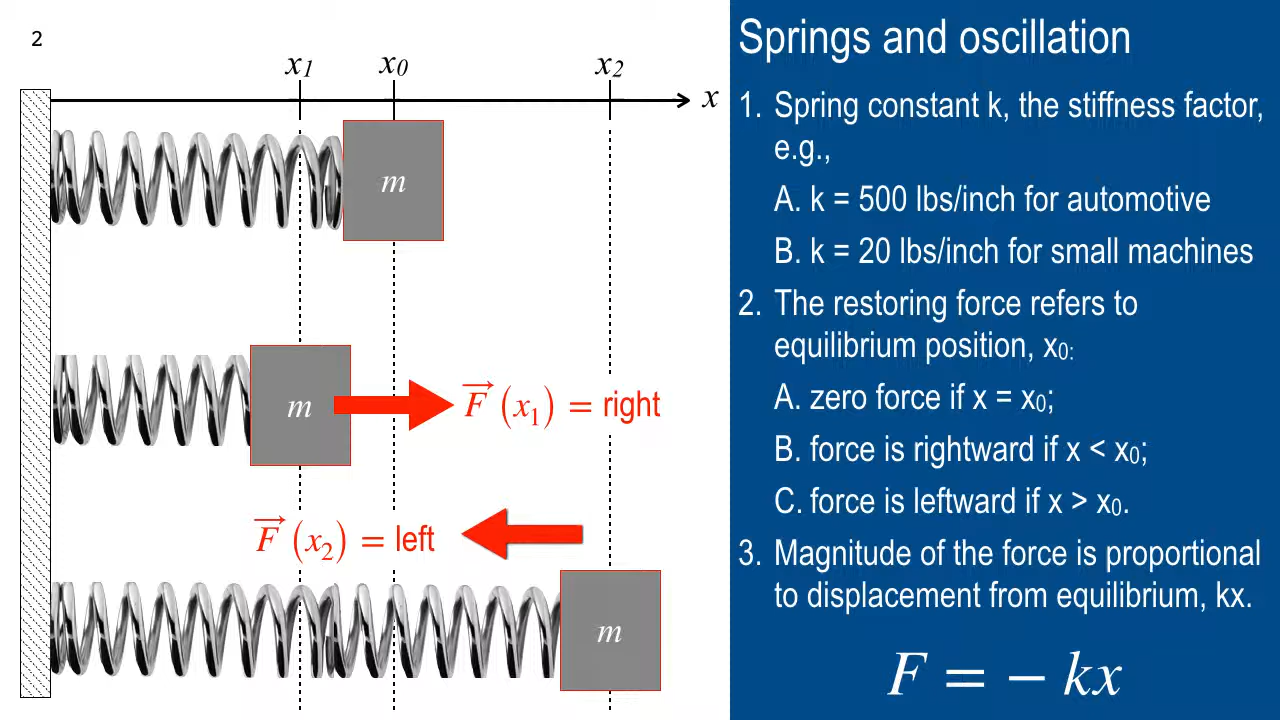 2
x₁ x₀ x₂
x
m
m
F⃗ (x₁) = right
F⃗ (x₂) = left
m
Springs and oscillation
1. Spring constant k, the stiffness factor,
e.g.,
A. k = 500 lbs/inch for automotive
B. k = 20 lbs/inch for small machines
2. The restoring force refers to
equilibrium position, x₀:
A. zero force if x = x₀;
B. force is rightward if x < x₀;
C. force is leftward if x > x₀.
3. Magnitude of the force is proportional
to displacement from equilibrium, kx.
F = − kx